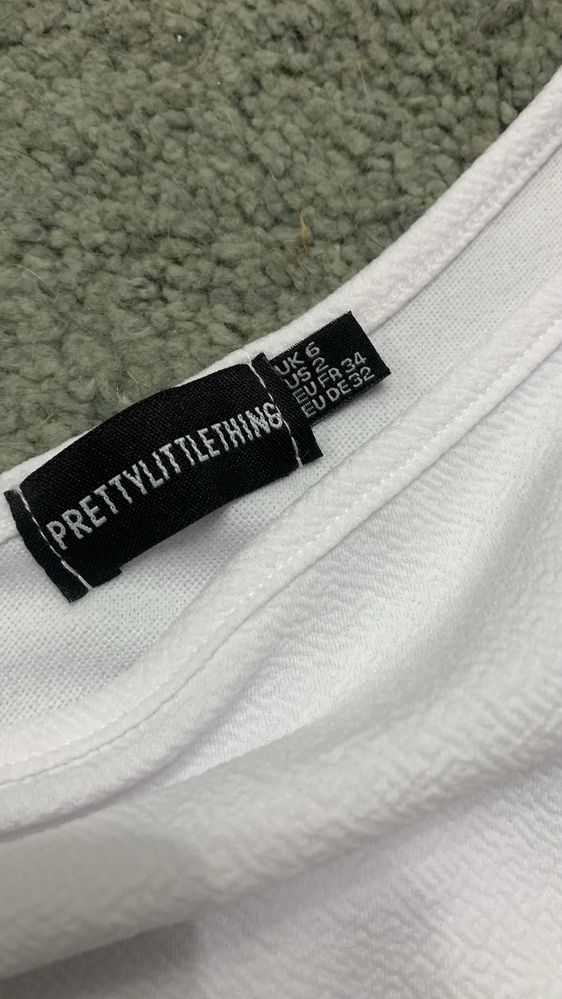 PRETTYLITTLETHING
UK 6
US 2
EU FR 34
EU DE 32